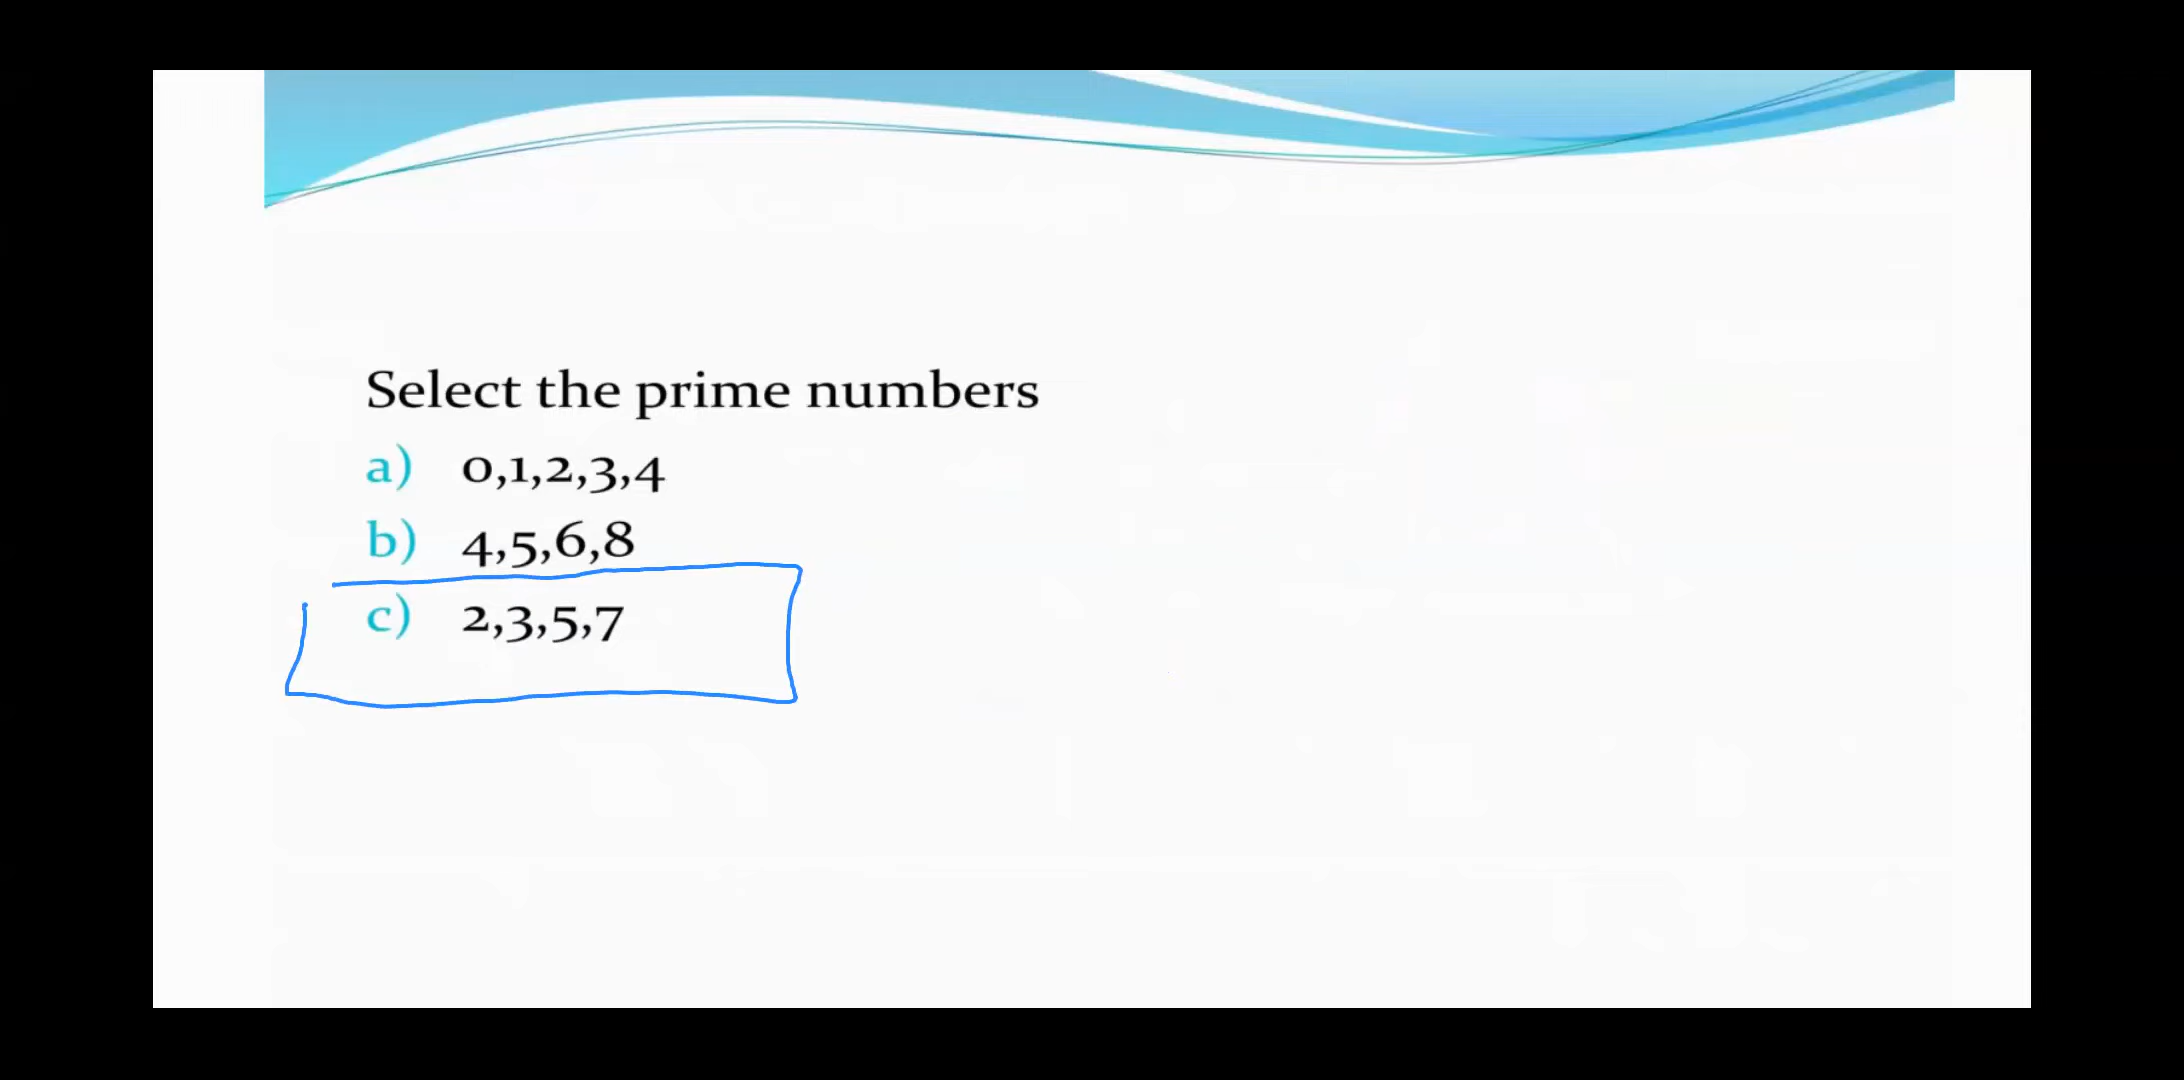 Select the prime numbers
a) 0,1,2,3,4
b) 4,5,6,8
c) 2,3,5,7